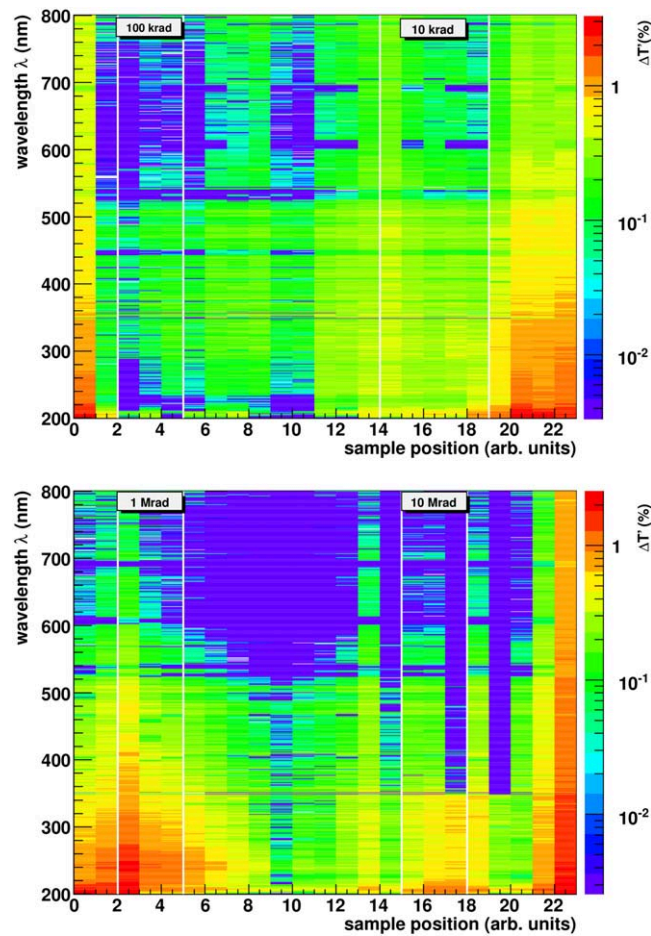 100 krad
10 krad
ΔT'(%)
wavelength λ (nm)
800
700
600
500
400
300
200
1
10⁻¹
10⁻²
0 2 4 6 8 10 12 14 16 18 20 22
sample position (arb. units)
1 Mrad
10 Mrad
ΔT'(%)
wavelength λ (nm)
800
700
600
500
400
300
200
1
10⁻¹
10⁻²
0 2 4 6 8 10 12 14 16 18 20 22
sample position (arb. units)